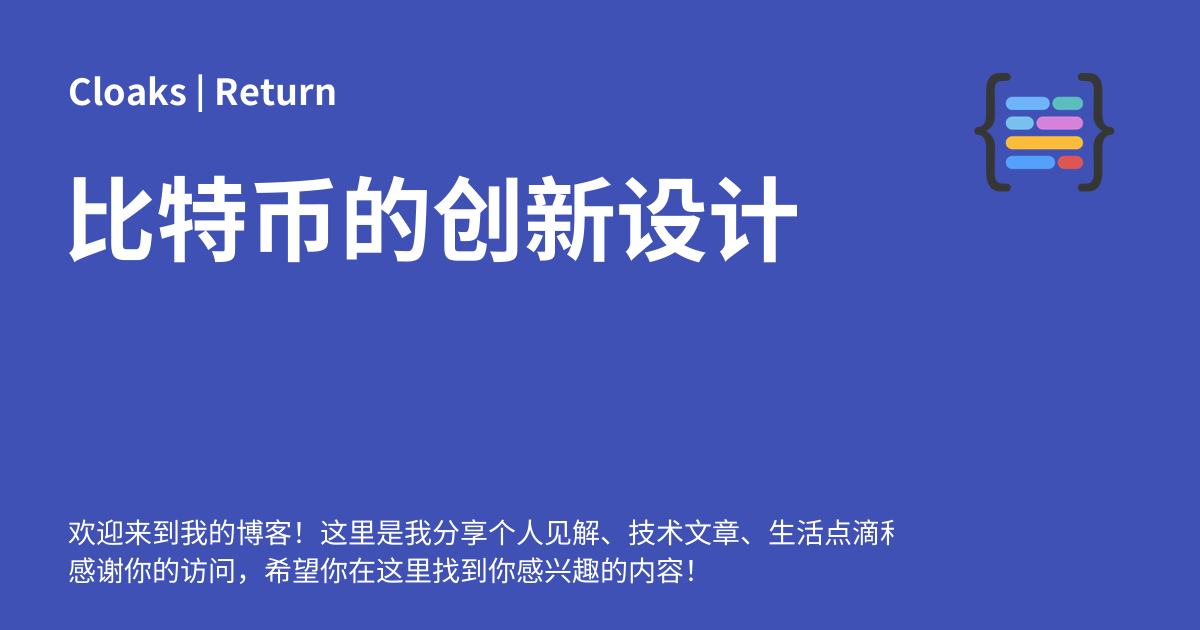 Cloaks | Return
比特币的创新设计
欢迎来到我的博客！这里是我分享个人见解、技术文章、生活点滴
感谢你的访问，希望你在这里找到你感兴趣的内容！